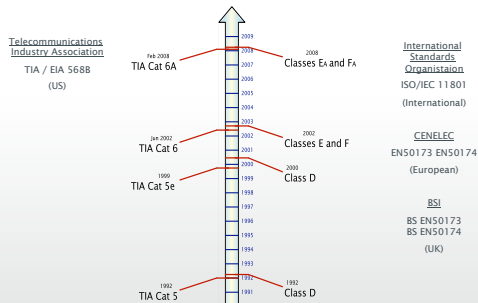 Telecommunications
Industry Association
TIA / EIA 568B
(US)
Feb 2008
TIA Cat 6A
Jun 2002
TIA Cat 6
1999
TIA Cat 5e
1992
TIA Cat 5
2009
2008
2007
2006
2005
2004
2003
2002
2001
2000
1999
1998
1997
1996
1995
1994
1993
1992
1991
2008
Classes EA and FA
2002
Classes E and F
2000
Class D
1992
Class D
International
Standards
Organistaion
ISO/IEC 11801
(International)
CENELEC
EN50173 EN50174
(European)
BSI
BS EN50173
BS EN50174
(UK)